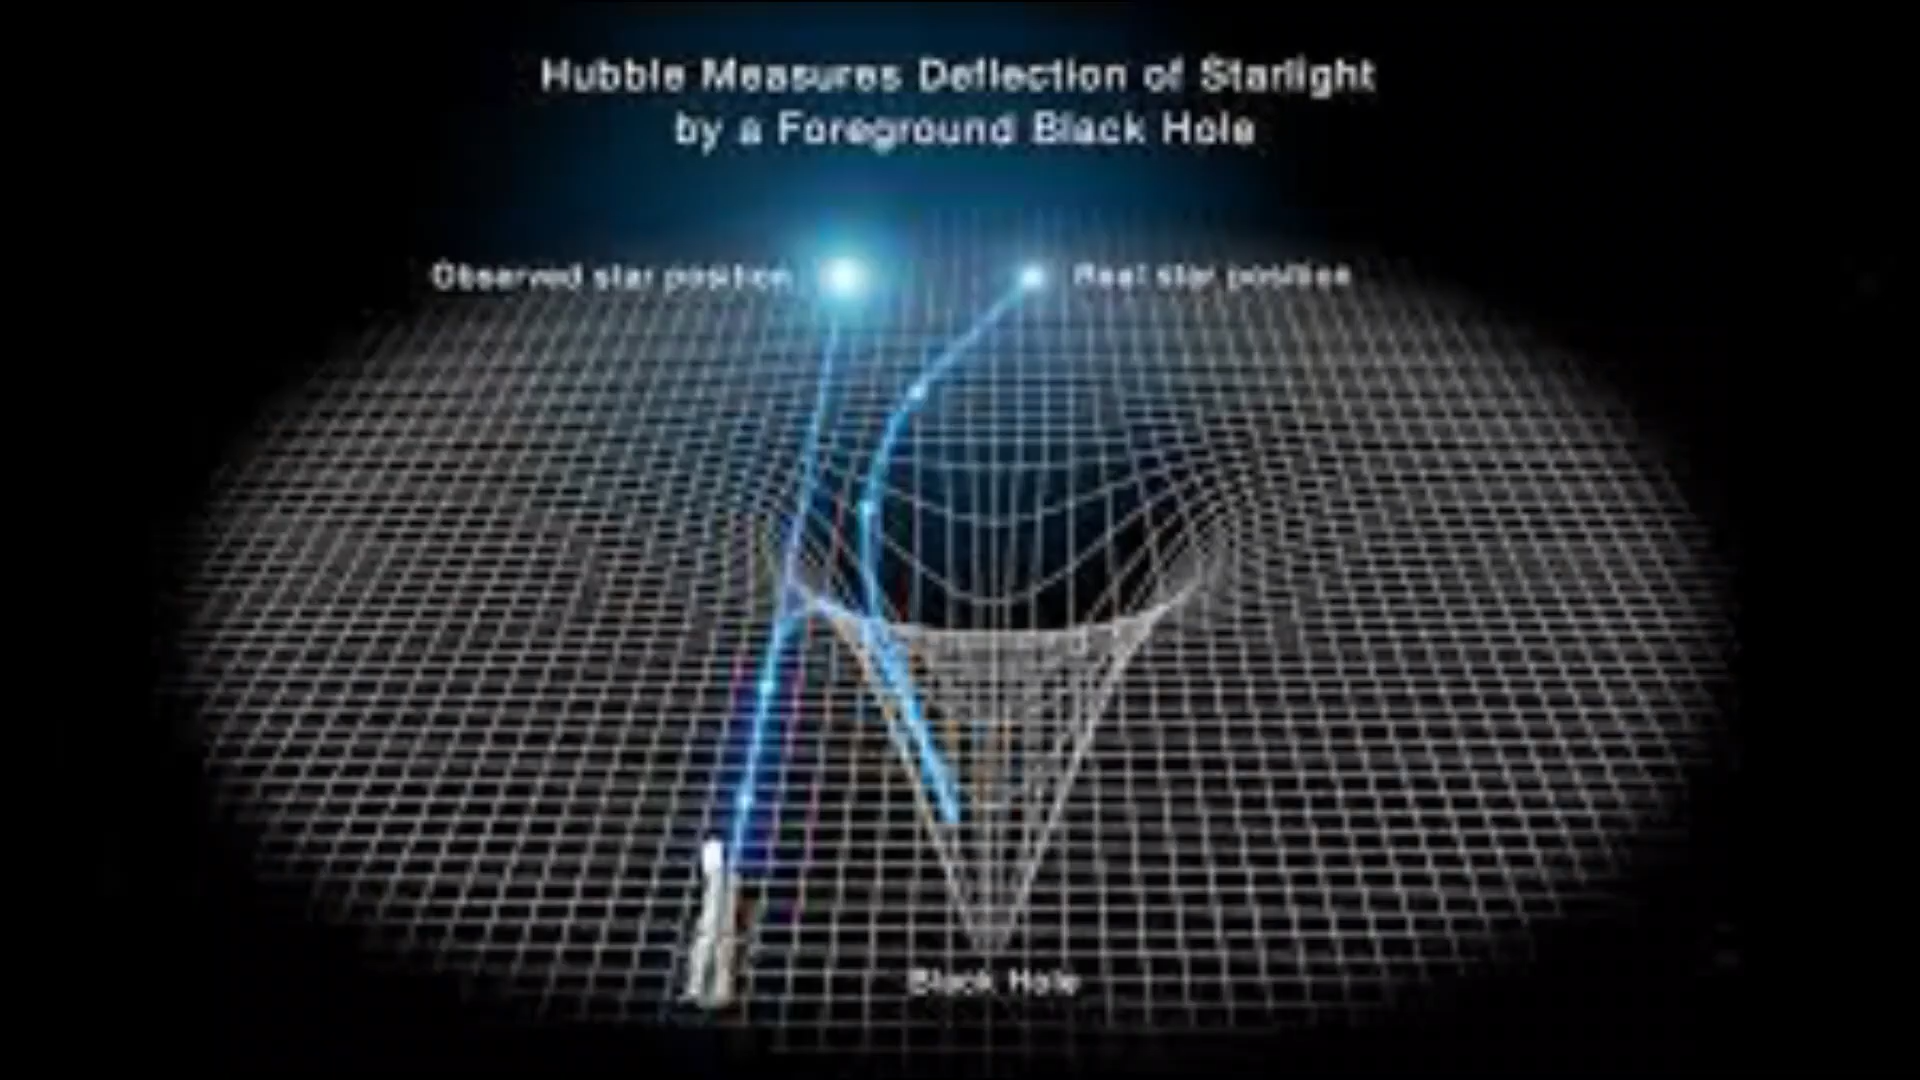 Hubble Measures Deflection of Starlight
by a Foreground Black Hole
Observed star position
Real star position
Black Hole